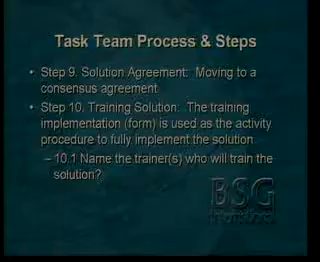 Task Team Process & Steps
• Step 9. Solution Agreement: Moving to a
consensus agreement
• Step 10. Training Solution: The training
implementation (form) is used as the activity
procedure to fully implement the solution
– 10.1 Name the trainer(s) who will train the
solution?
BSG
International